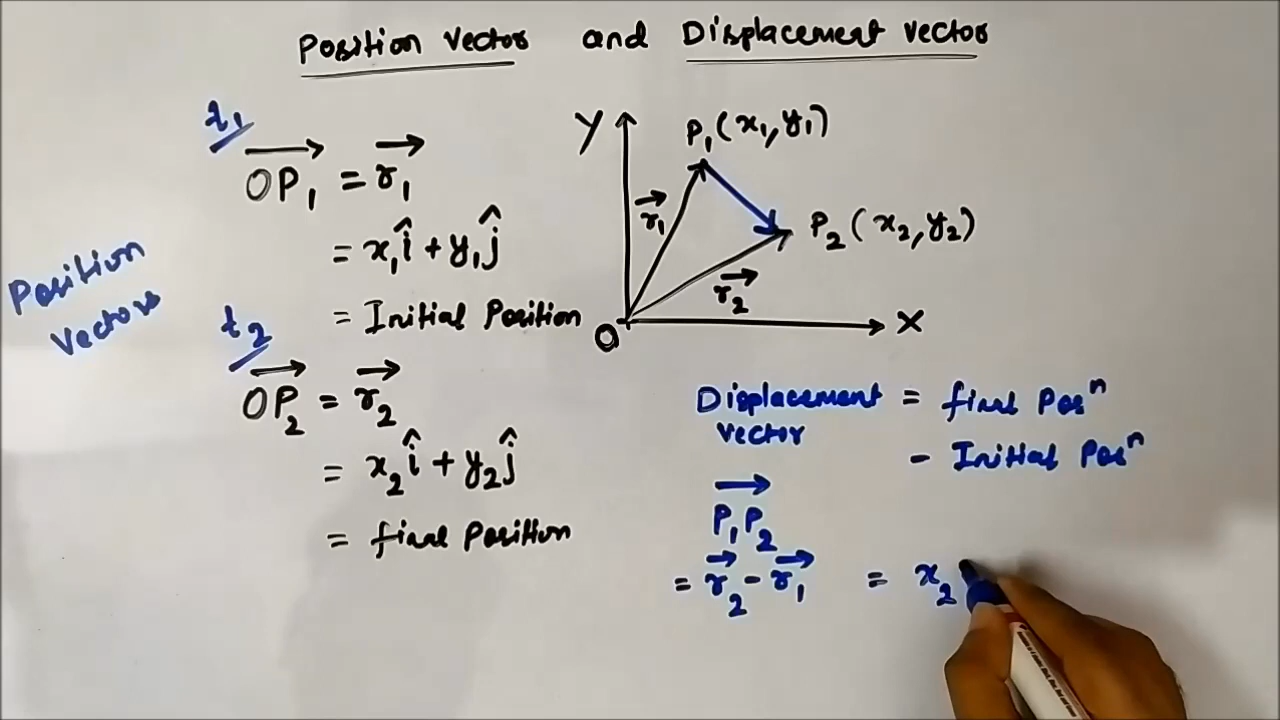 Position Vector and Displacement Vector
t₁
OP₁ = r₁
= x₁î + y₁ĵ
= Initial Position
Position
Vectors
t₂
OP₂ = r₂
= x₂î + y₂ĵ
= final Position
Y
P₁(x₁,y₁)
r₁
P₂(x₂,y₂)
r₂
O
X
Displacement = final Posⁿ
vector
- Initial Posⁿ
P₁P₂
= r₂ - r₁ = x₂